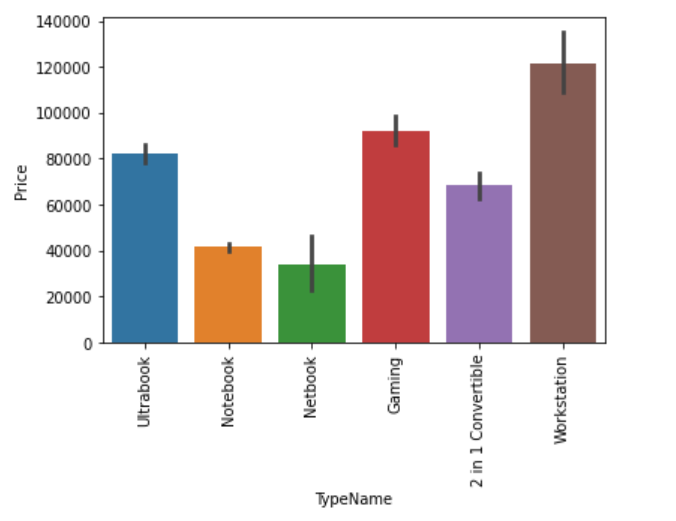 140000
120000
100000
80000
60000
40000
20000
0
Price
Ultrabook
Notebook
Netbook
Gaming
2 in 1 Convertible
Workstation
TypeName